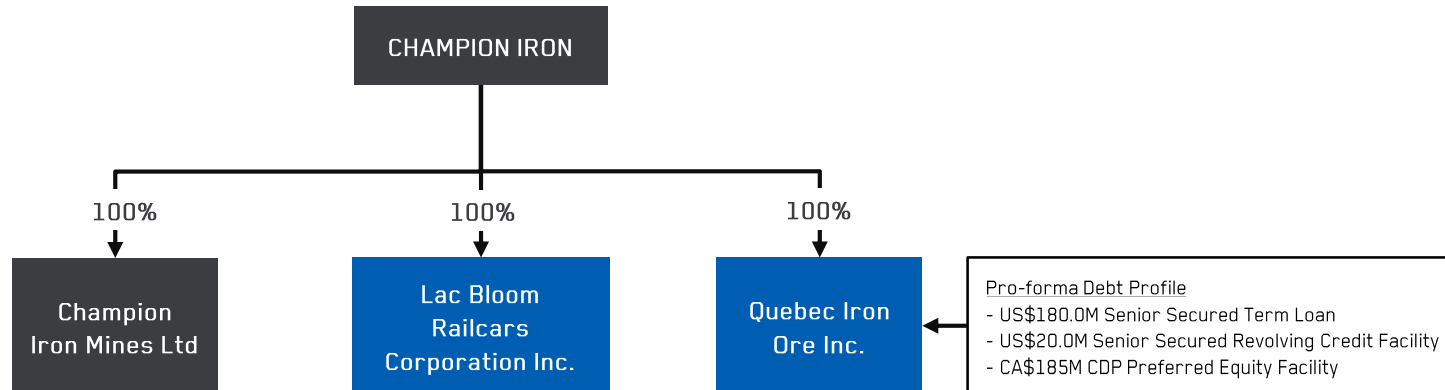 CHAMPION IRON
100%
100%
100%
Champion
Iron Mines Ltd
Lac Bloom
Railcars
Corporation Inc.
Quebec Iron
Ore Inc.
Pro-forma Debt Profile
- US$180.0M Senior Secured Term Loan
- US$20.0M Senior Secured Revolving Credit Facility
- CA$185M CDP Preferred Equity Facility